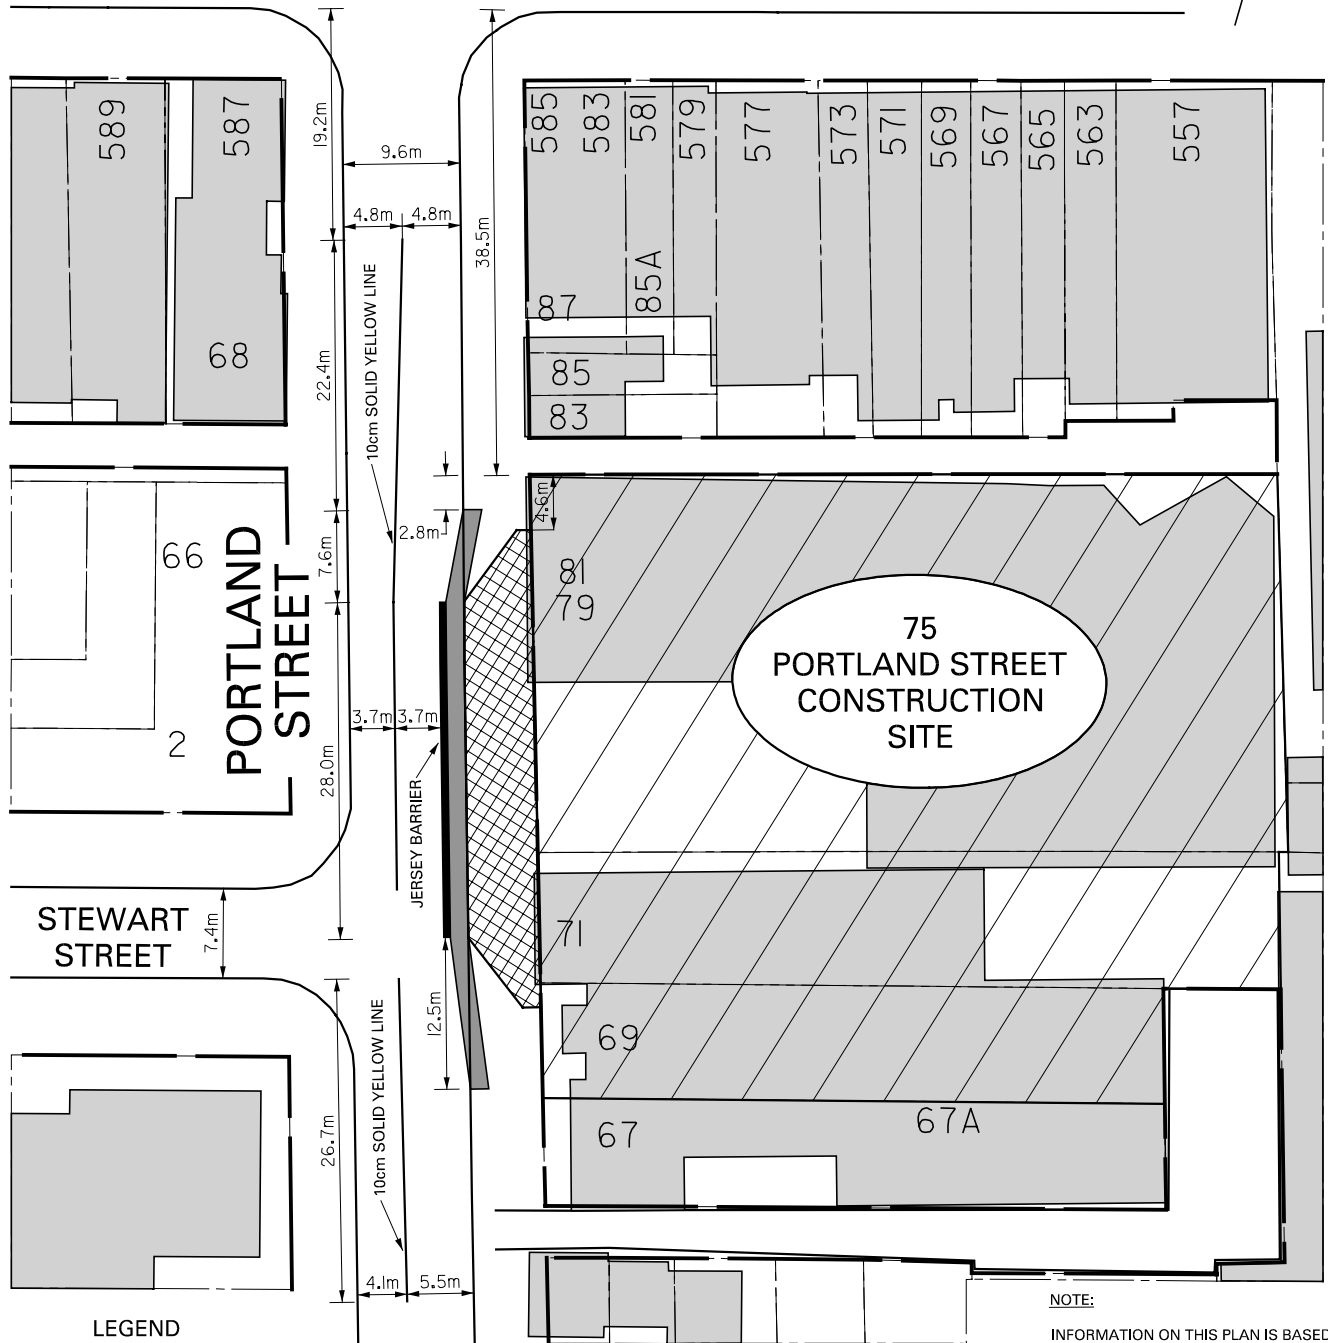 19.2m
38.5m
9.6m
4.8m 4.8m
589
587
585
583
581
579
577
573
571
569
567
565
563
557
85A
87
85
83
68
22.4m
10cm SOLID YELLOW LINE
2.8m
4.6m
7.6m
66
2
PORTLAND
STREET
81
79
75
PORTLAND STREET
CONSTRUCTION
SITE
3.7m 3.7m
28.0m
JERSEY BARRIER
STEWART
STREET
7.4m
71
69
67
67A
12.5m
26.7m
10cm SOLID YELLOW LINE
4.1m 5.5m
LEGEND
NOTE:
INFORMATION ON THIS PLAN IS BASED